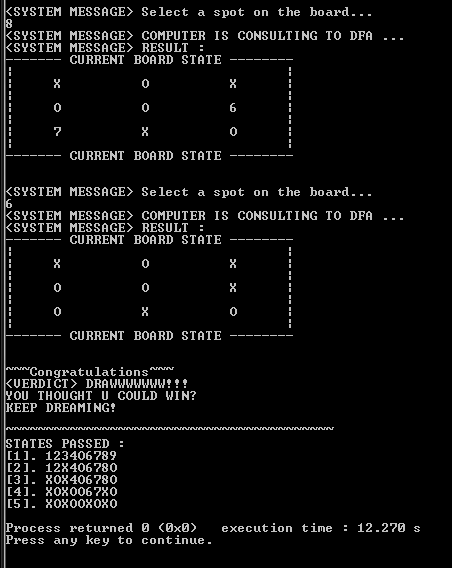 <SYSTEM MESSAGE> Select a spot on the board...
8
<SYSTEM MESSAGE> COMPUTER IS CONSULTING TO DFA ...
<SYSTEM MESSAGE> RESULT :
------- CURRENT BOARD STATE --------
¦ X O X ¦
¦ O O 6 ¦
¦ 7 X O ¦
------- CURRENT BOARD STATE --------
<SYSTEM MESSAGE> Select a spot on the board...
6
<SYSTEM MESSAGE> COMPUTER IS CONSULTING TO DFA ...
<SYSTEM MESSAGE> RESULT :
------- CURRENT BOARD STATE --------
¦ X O X ¦
¦ O O X ¦
¦ O X O ¦
------- CURRENT BOARD STATE --------
~~~Congratulations~~~
<VERDICT> DRAWWWWWWW!!!
YOU THOUGHT U COULD WIN?
KEEP DREAMING!
~~~~~~~~~~~~~~~~~~~~~~~~~~~~~~~~~~~~~~~~~
STATES PASSED :
[1]. 1234O6789
[2]. 12X4O678O
[3]. XOX4O678O
[4]. XOXOO67XO
[5]. XOXOOXOXO
Process returned 0 (0x0)   execution time : 12.270 s
Press any key to continue.